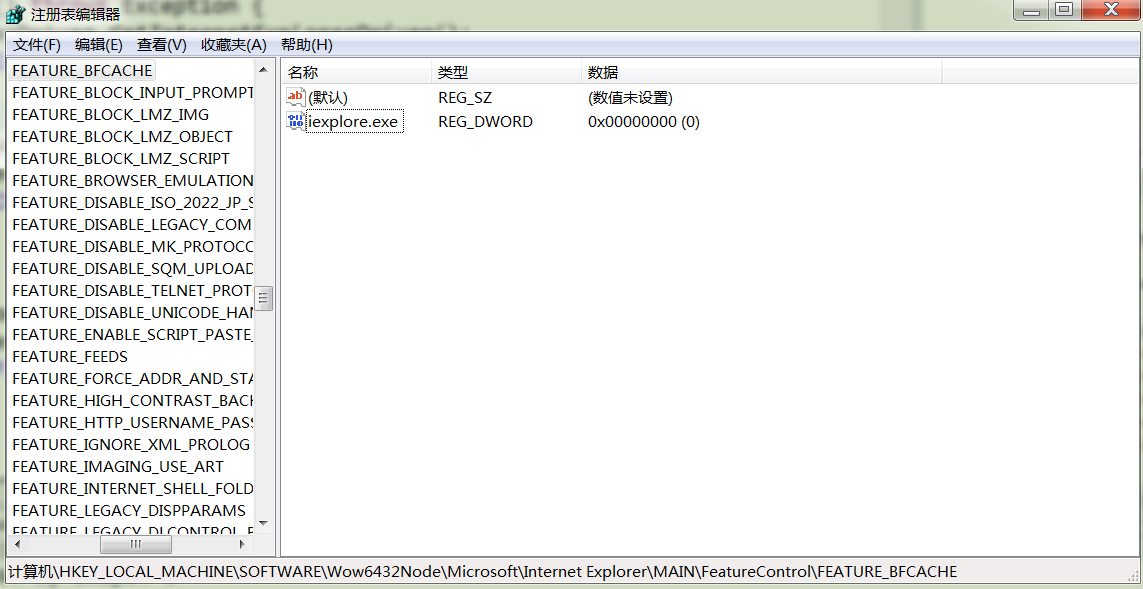 注册表编辑器
文件(F) 编辑(E) 查看(V) 收藏夹(A) 帮助(H)
FEATURE_BFCACHE
FEATURE_BLOCK_INPUT_PROMPT
FEATURE_BLOCK_LMZ_IMG
FEATURE_BLOCK_LMZ_OBJECT
FEATURE_BLOCK_LMZ_SCRIPT
FEATURE_BROWSER_EMULATION
FEATURE_DISABLE_ISO_2022_JP_S
FEATURE_DISABLE_LEGACY_COM
FEATURE_DISABLE_MK_PROTOCO
FEATURE_DISABLE_SQM_UPLOAD
FEATURE_DISABLE_TELNET_PROT
FEATURE_DISABLE_UNICODE_HAN
FEATURE_ENABLE_SCRIPT_PASTE_
FEATURE_FEEDS
FEATURE_FORCE_ADDR_AND_STA
FEATURE_HIGH_CONTRAST_BACK
FEATURE_HTTP_USERNAME_PASS
FEATURE_IGNORE_XML_PROLOG
FEATURE_IMAGING_USE_ART
FEATURE_INTERNET_SHELL_FOLD
FEATURE_LEGACY_DISPPARAMS
FEATURE_LEGACY_DLCONTROL_B
名称 类型 数据
(默认) REG_SZ (数值未设置)
iexplore.exe REG_DWORD 0x00000000 (0)
计算机\HKEY_LOCAL_MACHINE\SOFTWARE\Wow6432Node\Microsoft\Internet Explorer\MAIN\FeatureControl\FEATURE_BFCACHE